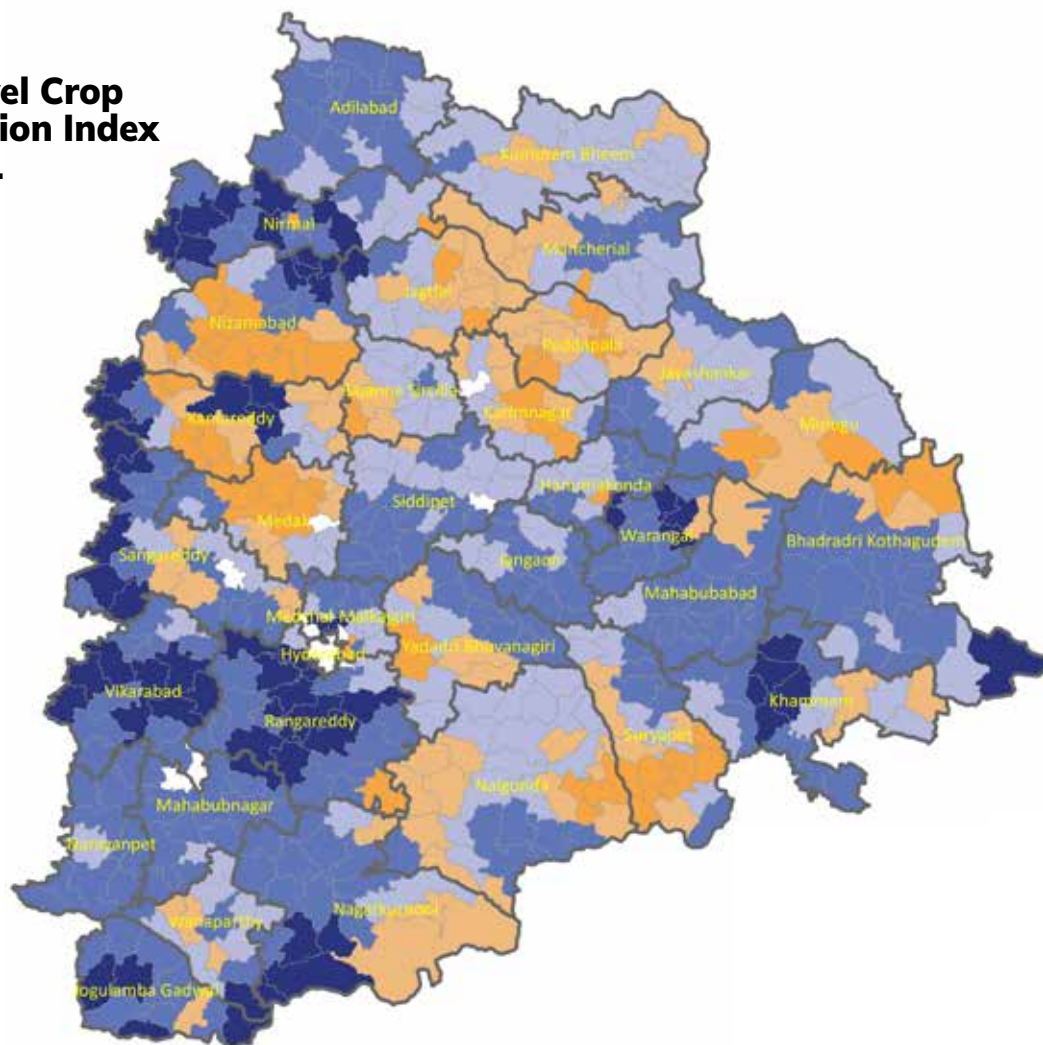 el Crop
ion Index
Adilabad
Kumuram Bheem
Nirmal
Mancherial
Jagtial
Nizamabad
Peddapalli
Jayashankar
Rajanna Sircilla
Kamareddy
Karimnagar
Mulugu
Hanumakonda
Siddipet
Medak
Warangal
Bhadradri Kothagudem
Sangareddy
Jangaon
Mahabubabad
Medchal-Malkajgiri
Yadadri Bhuvanagiri
Hyderabad
Vikarabad
Khammam
Rangareddy
Suryapet
Nalgonda
Mahabubnagar
Narayanpet
Nagarkurnool
Wanaparthy
Jogulamba Gadwal